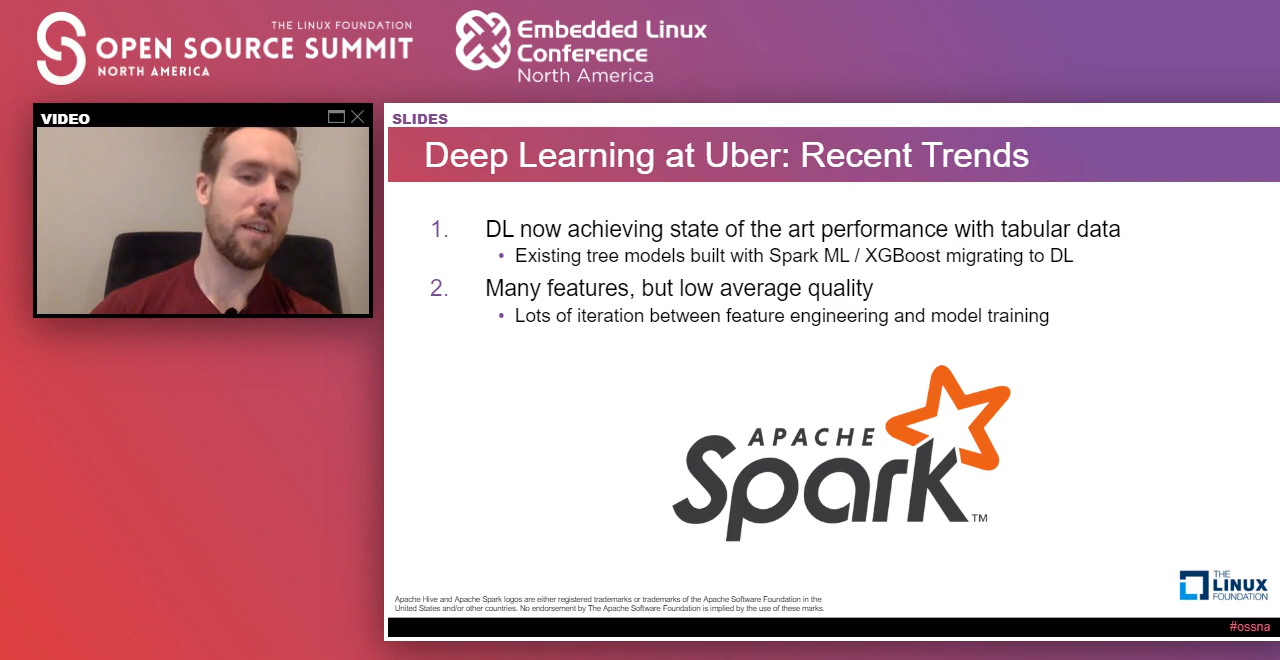 THE LINUX FOUNDATION
OPEN SOURCE SUMMIT
NORTH AMERICA
Embedded Linux
Conference
North America
VIDEO
SLIDES
Deep Learning at Uber: Recent Trends
1. DL now achieving state of the art performance with tabular data
• Existing tree models built with Spark ML / XGBoost migrating to DL
2. Many features, but low average quality
• Lots of iteration between feature engineering and model training
APACHE
Spark™
THE
LINUX
FOUNDATION
Apache Hive and Apache Spark logos are either registered trademarks or trademarks of the Apache Software Foundation in the
United States and/or other countries. No endorsement by The Apache Software Foundation is implied by the use of these marks.
#ossna